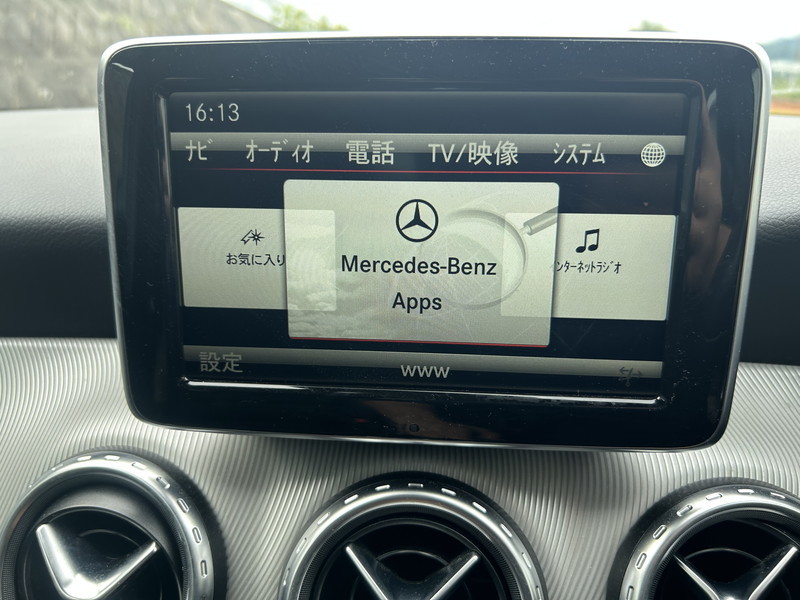 16:13
ナビ オーディオ 電話 TV/映像 システム
お気に入り
Mercedes-Benz
Apps
ンターネットラジオ
設定
www